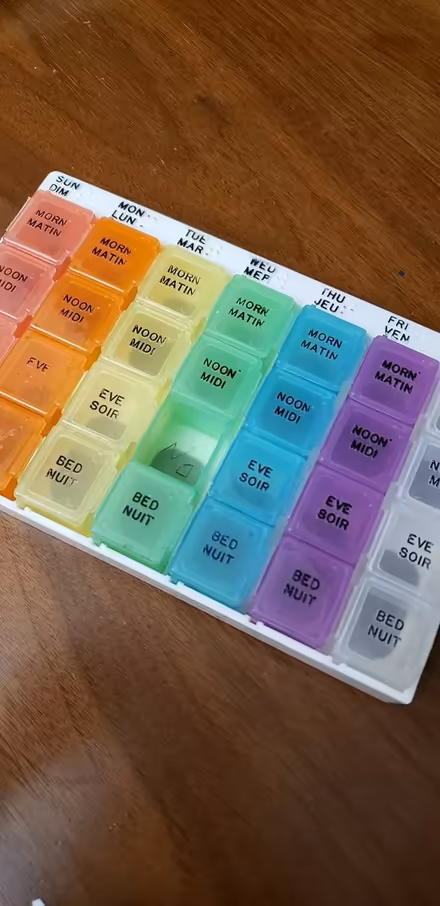 SUN
DIM
MORN
MATIN
NOON
MIDI
MON
LUN
MORN
MATIN
NOON
MIDI
EVE
TUE
MAR
MORN
MATIN
NOON
MIDI
EVE
SOIR
BED
NUIT
WED
MER
MORN
MATIN
NOON
MIDI
BED
NUIT
THU
JEU
MORN
MATIN
NOON
MIDI
EVE
SOIR
BED
NUIT
FRI
VEN
MORN
MATIN
NOON
MIDI
EVE
SOIR
BED
NUIT
EVE
SOIR
BED
NUIT